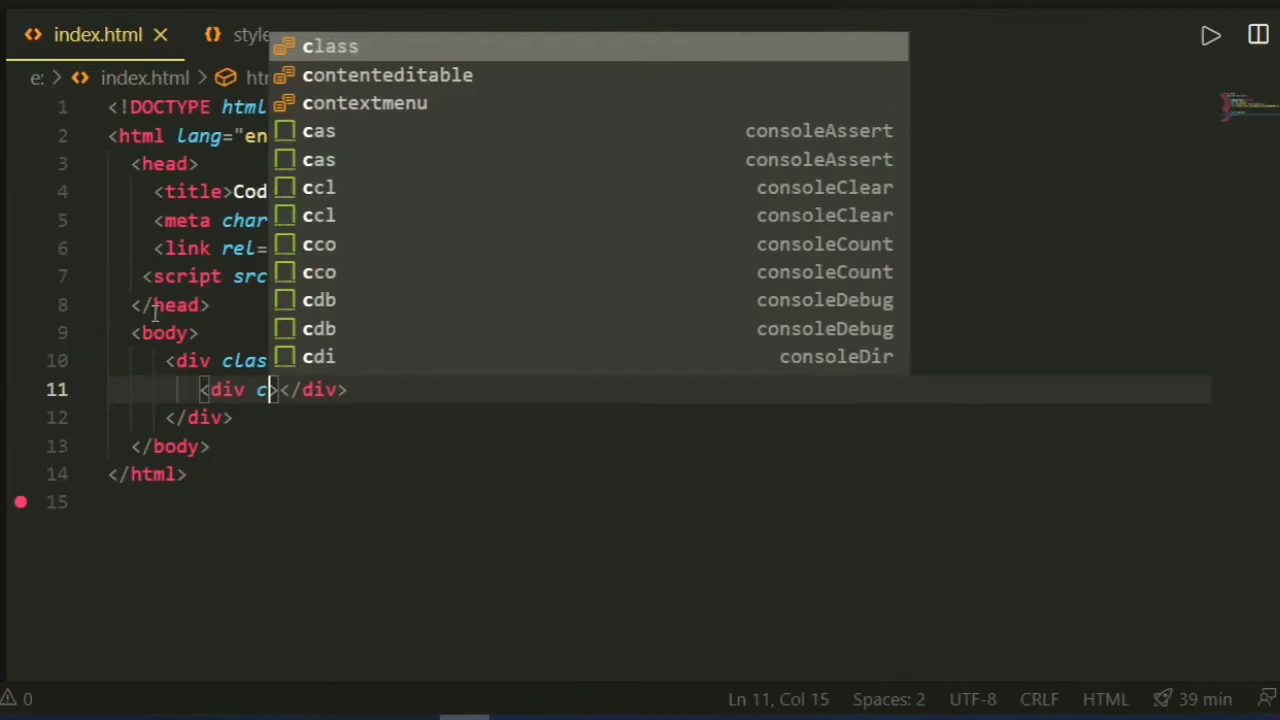 index.html style
e: > index.html > htm
class
contenteditable
contextmenu
cas consoleAssert
cas consoleAssert
ccl consoleClear
ccl consoleClear
cco consoleCount
cco consoleCount
cdb consoleDebug
cdb consoleDebug
cdi consoleDir
1 <!DOCTYPE html
2 <html lang="en
3 <head>
4 <title>Cod
5 <meta char
6 <link rel=
7 <script src
8 </head>
9 <body>
10 <div clas
11 <div c></div>
12 </div>
13 </body>
14 </html>
15
0 Ln 11, Col 15 Spaces: 2 UTF-8 CRLF HTML 39 min